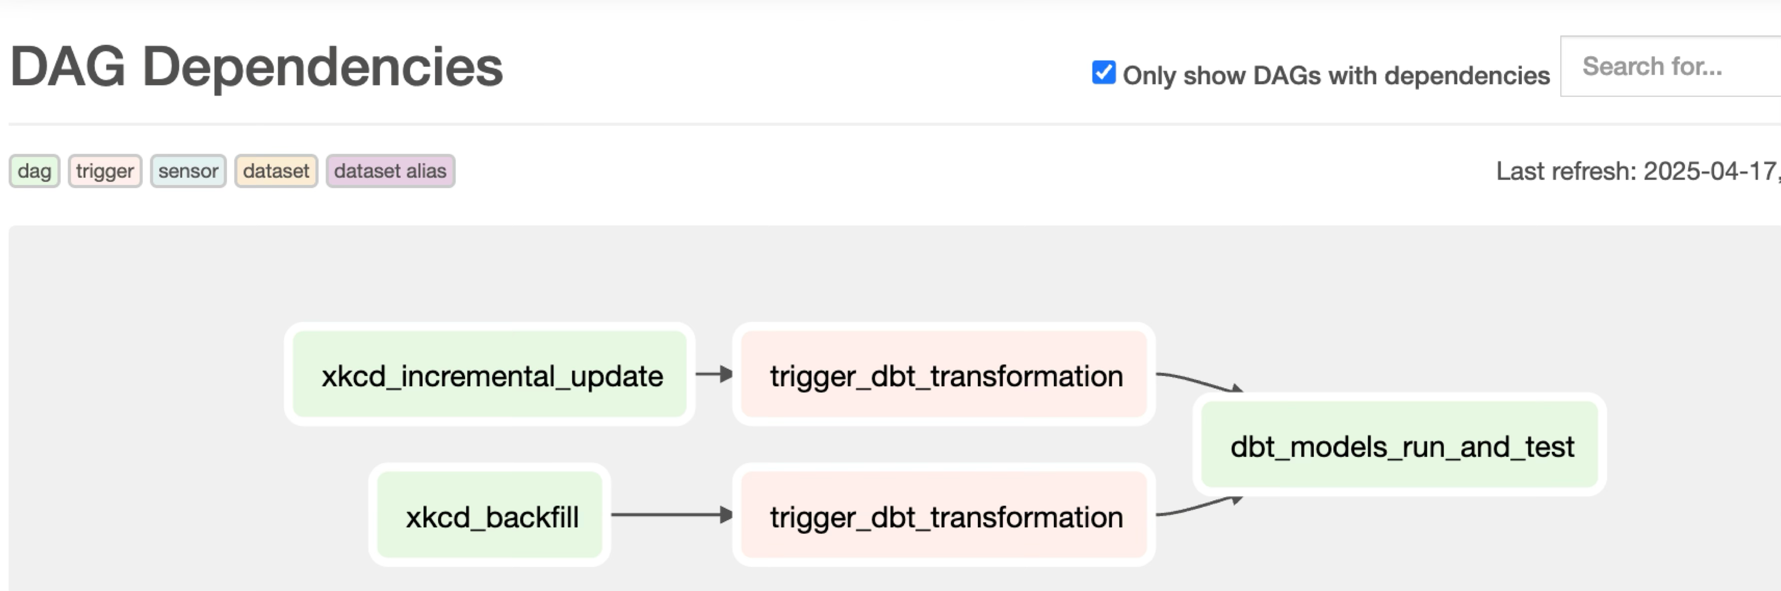 DAG Dependencies
Only show DAGs with dependencies
Search for...
dag trigger sensor dataset dataset alias
Last refresh: 2025-04-17,
xkcd_incremental_update
trigger_dbt_transformation
dbt_models_run_and_test
xkcd_backfill
trigger_dbt_transformation